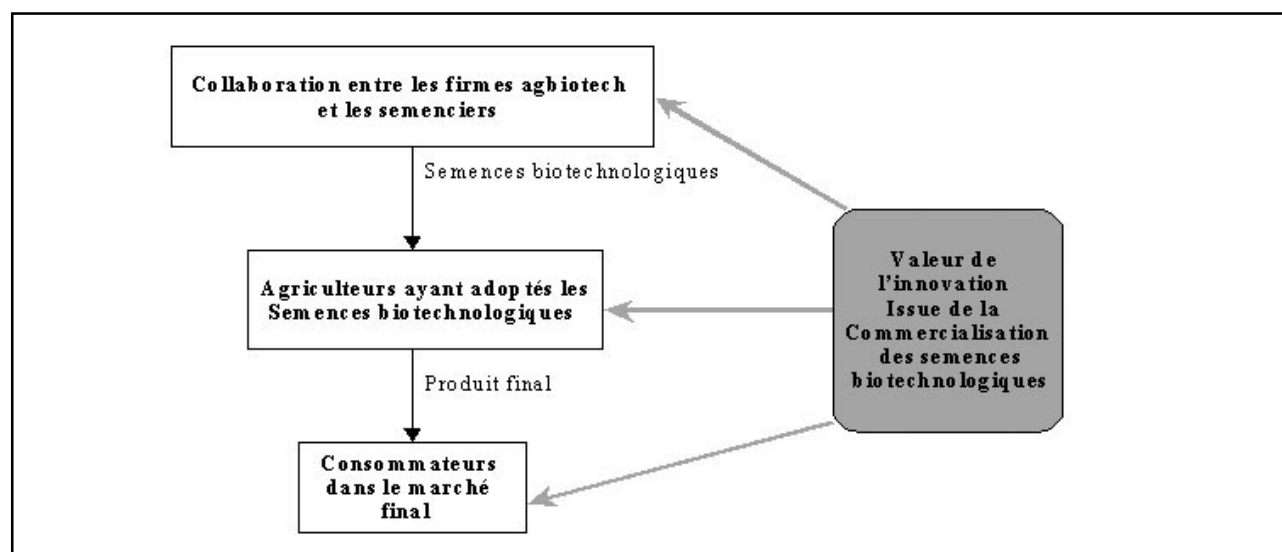 Collaboration entre les firmes agbiotech
et les semenciers
Semences biotechnologiques
Agriculteurs ayant adoptés les
Semences biotechnologiques
Produit final
Consommateurs
dans le marché
final
Valeur de
l'innovation
Issue de la
Commercialisation
des semences
biotechnologiques